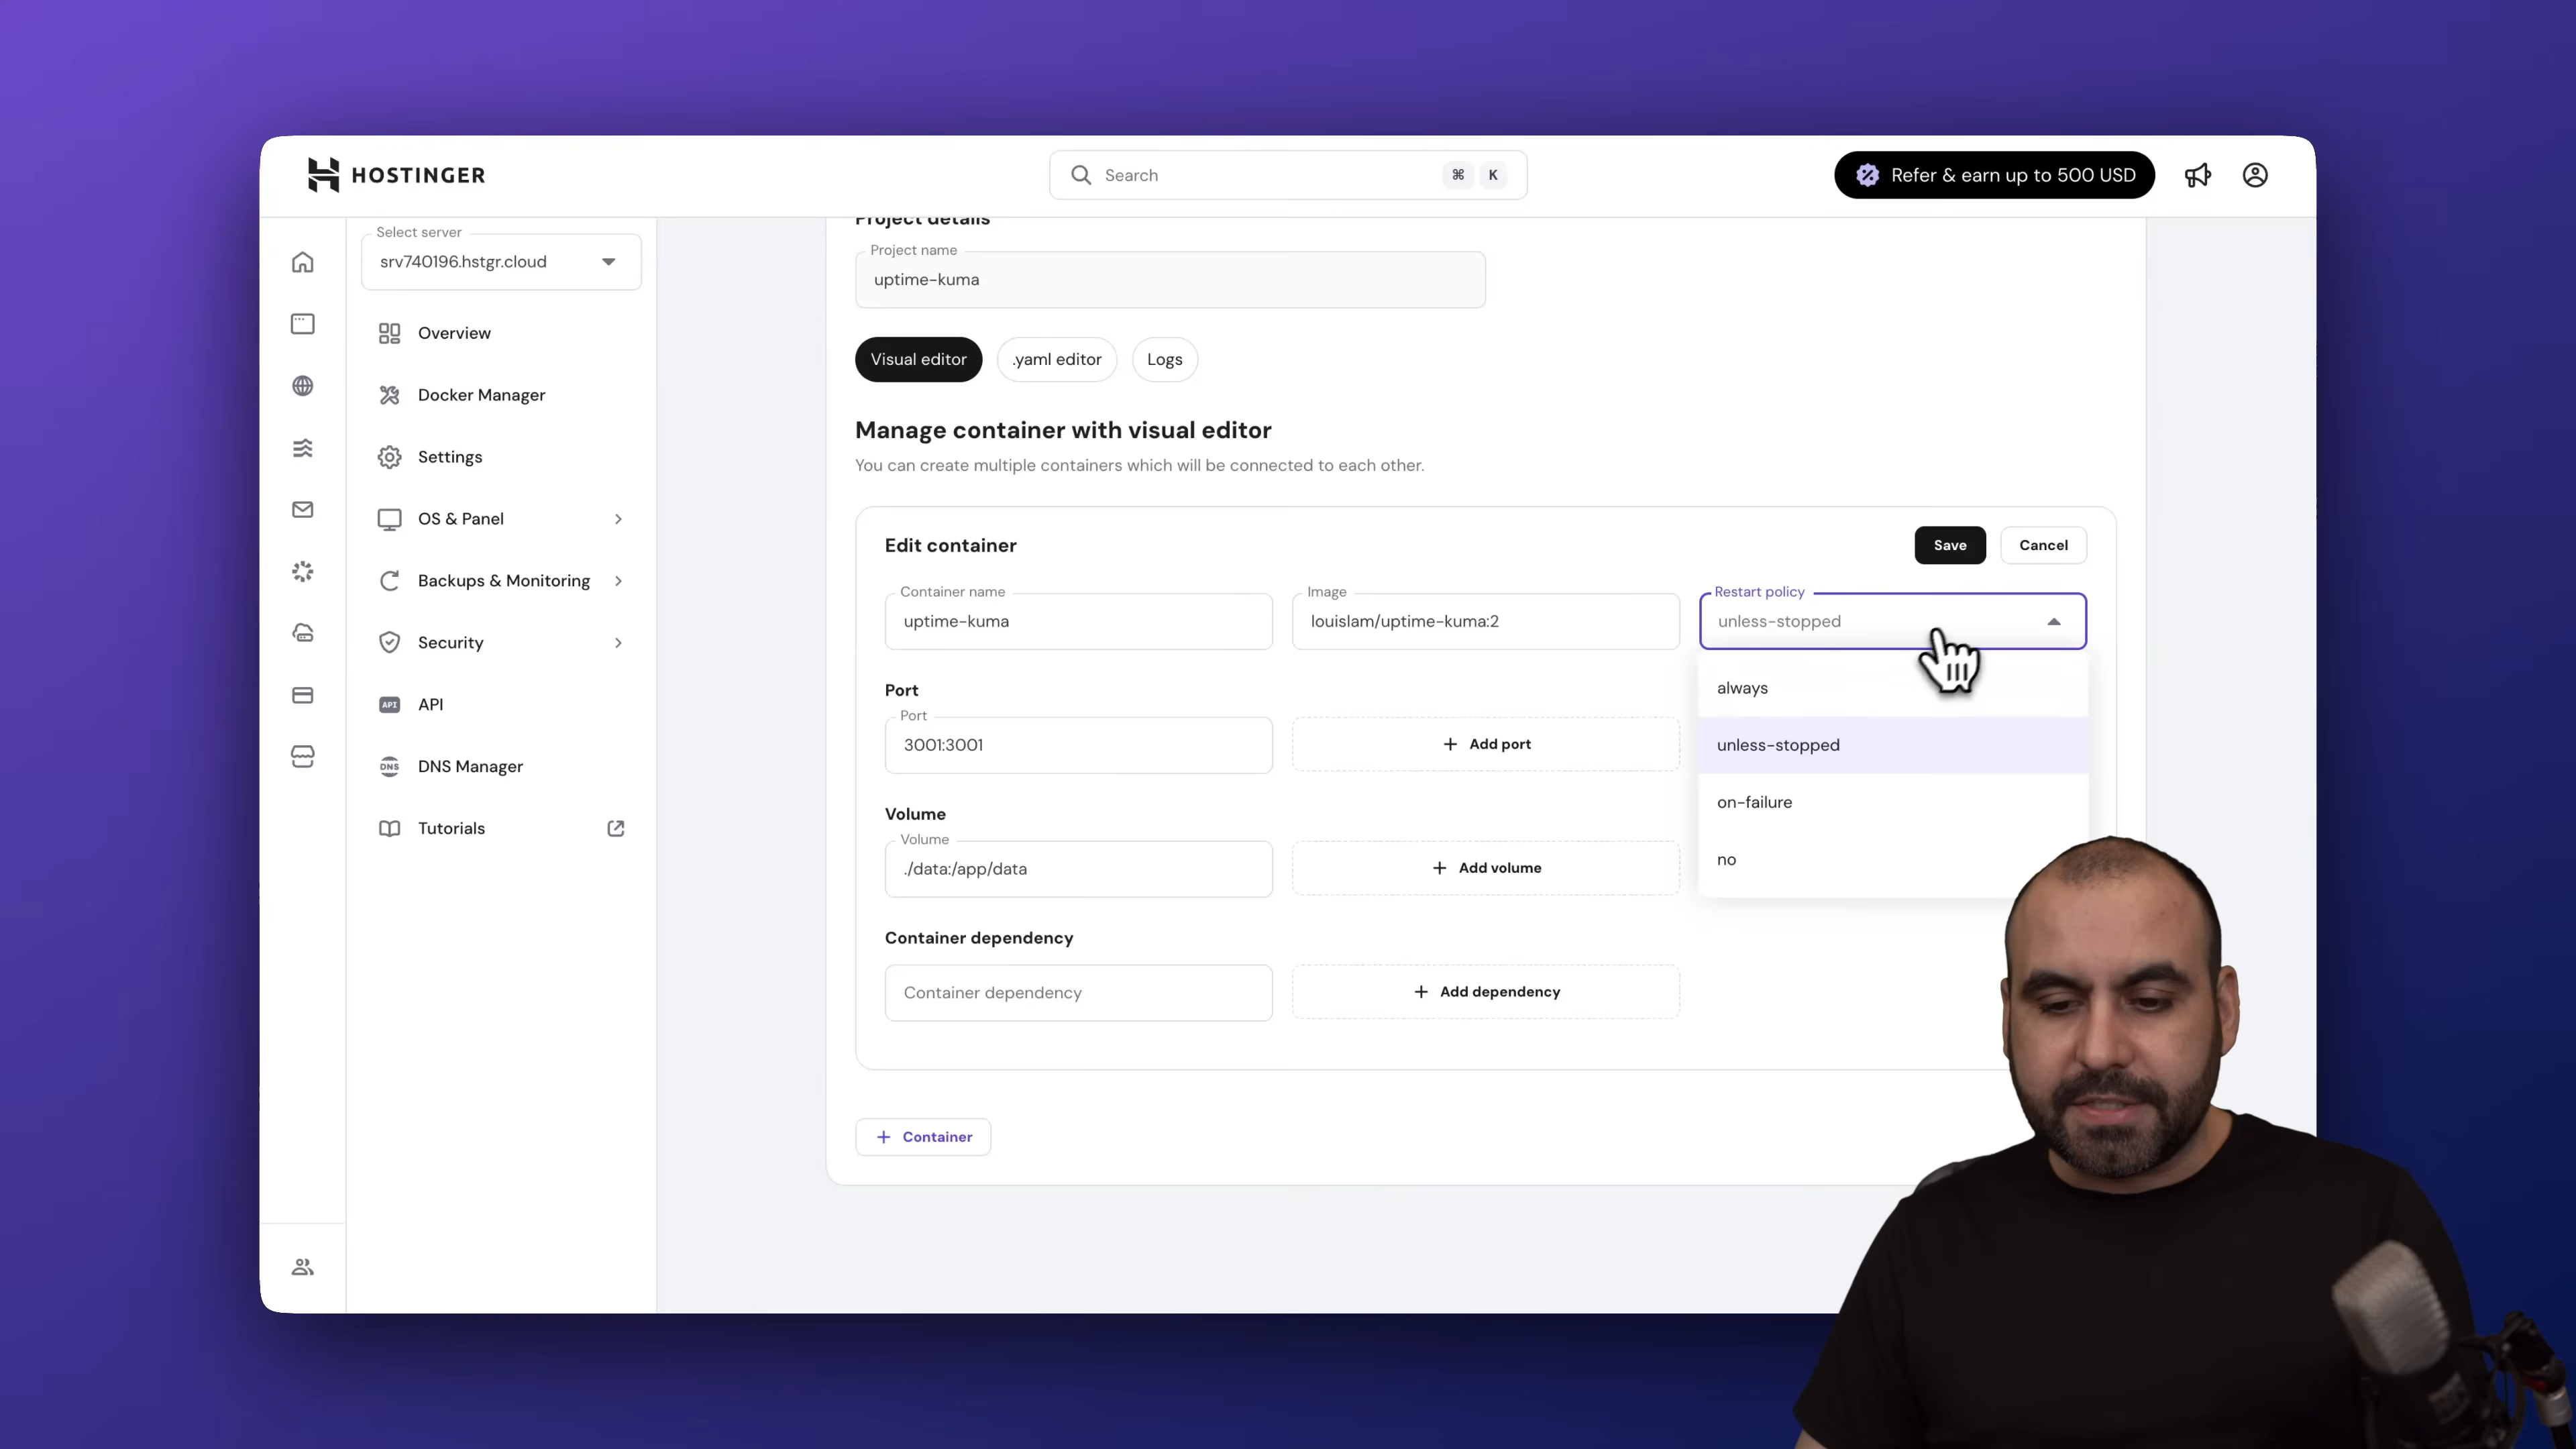 HOSTINGER
Search
⌘ K
Refer & earn up to 500 USD
Select server
srv740196.hstgr.cloud
Overview
Docker Manager
Settings
OS & Panel
Backups & Monitoring
Security
API
API
DNS
DNS Manager
Tutorials
Project details
Project name
uptime-kuma
Visual editor
.yaml editor
Logs
Manage container with visual editor
You can create multiple containers which will be connected to each other.
Edit container
Save
Cancel
Container name
uptime-kuma
Image
louislam/uptime-kuma:2
Restart policy
unless-stopped
always
unless-stopped
on-failure
no
Port
Port
3001:3001
+ Add port
Volume
Volume
./data:/app/data
+ Add volume
Container dependency
Container dependency
+ Add dependency
+ Container